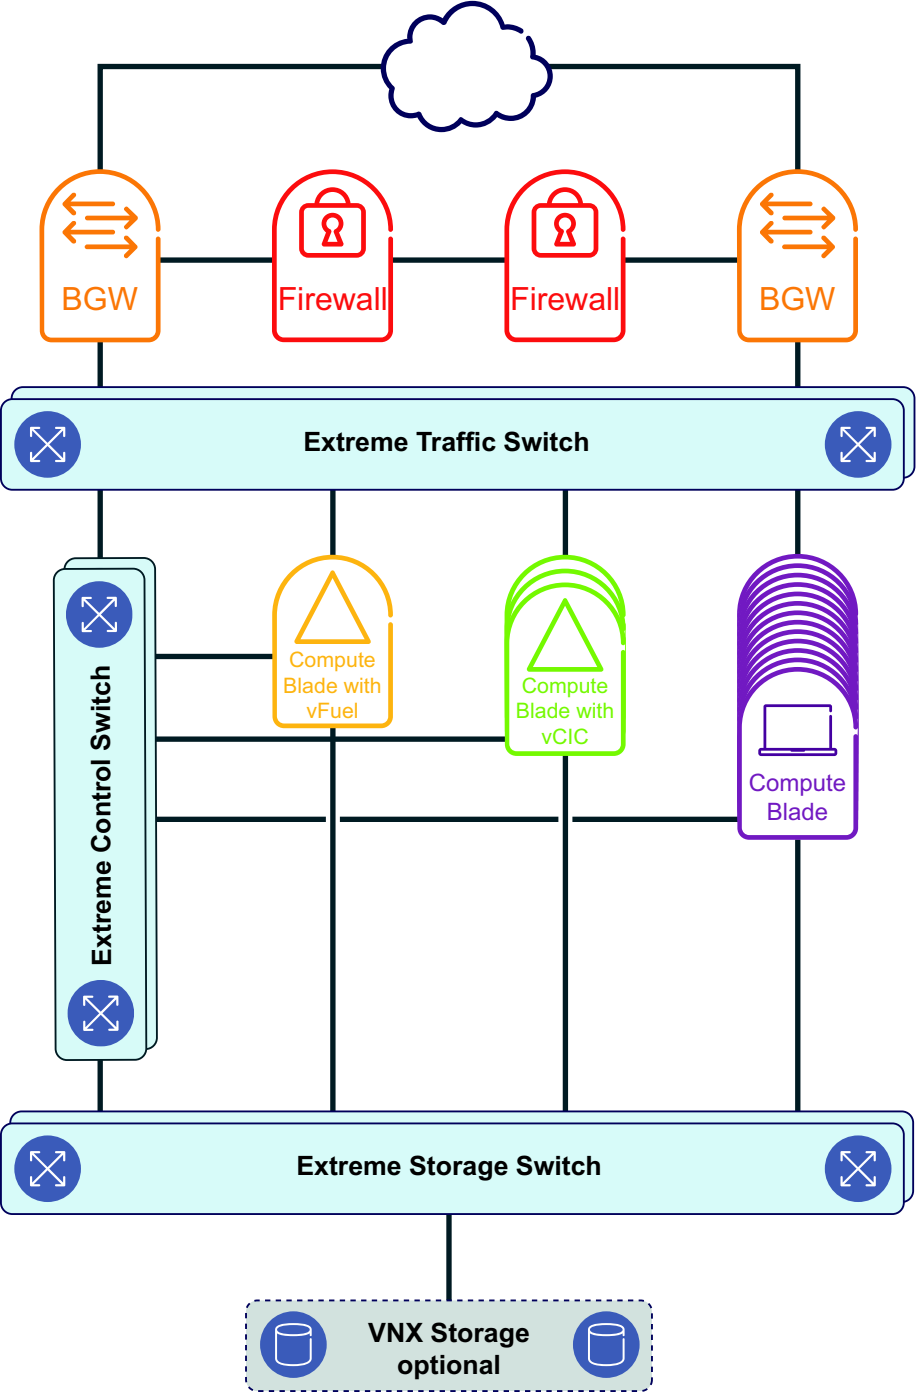 BGW
Firewall
Firewall
BGW
Extreme Traffic Switch
Extreme Control Switch
Compute
Blade with
vFuel
Compute
Blade with
vCIC
Compute
Blade
Extreme Storage Switch
VNX Storage
optional